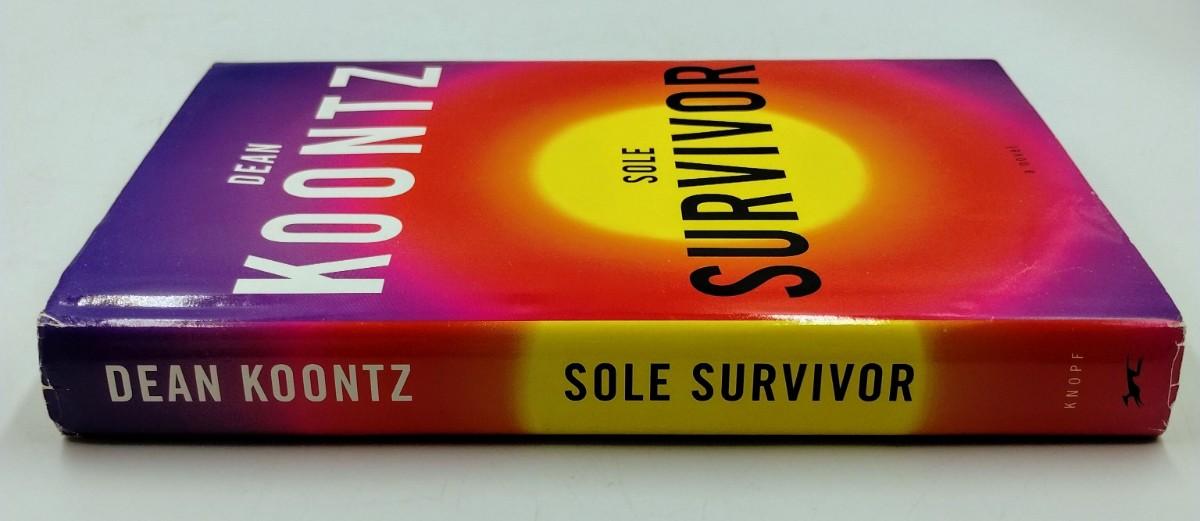 DEAN
KOONTZ
SOLE
SURVIVOR
a novel
DEAN KOONTZ
SOLE SURVIVOR
KNOPF